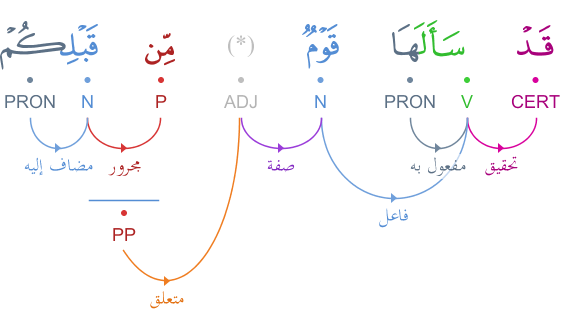 قَدْ سَأَلَهَا قَوْمٌ (*) مِّن قَبْلِكُمْ
CERT V PRON N ADJ P N PRON
تحقيق مفعول به صفة مجرور مضاف إليه
فاعل
PP
متعلق